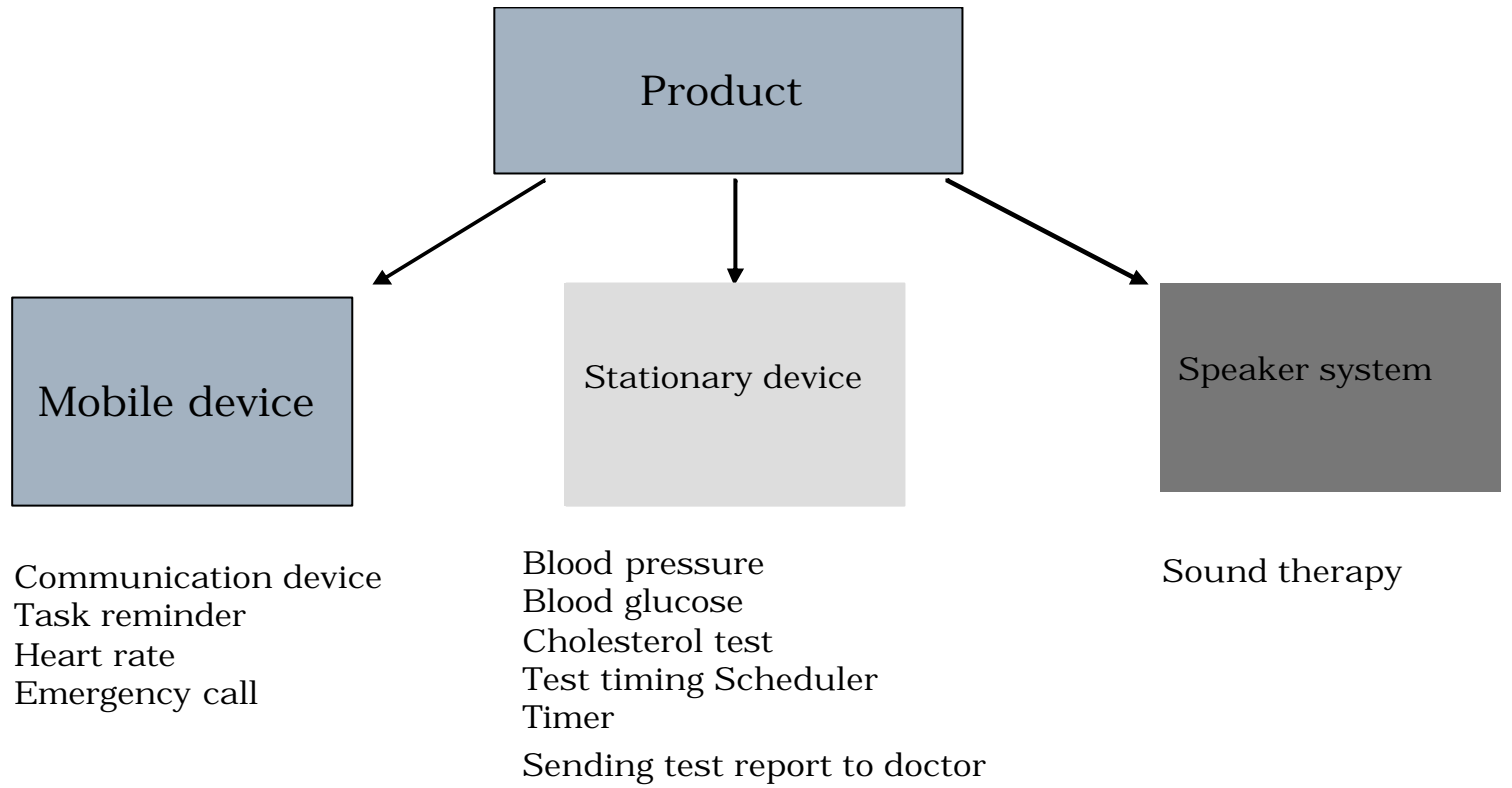 Product
Mobile device
Stationary device
Speaker system
Communication device
Task reminder
Heart rate
Emergency call
Blood pressure
Blood glucose
Cholesterol test
Test timing Scheduler
Timer
Sending test report to doctor
Sound therapy